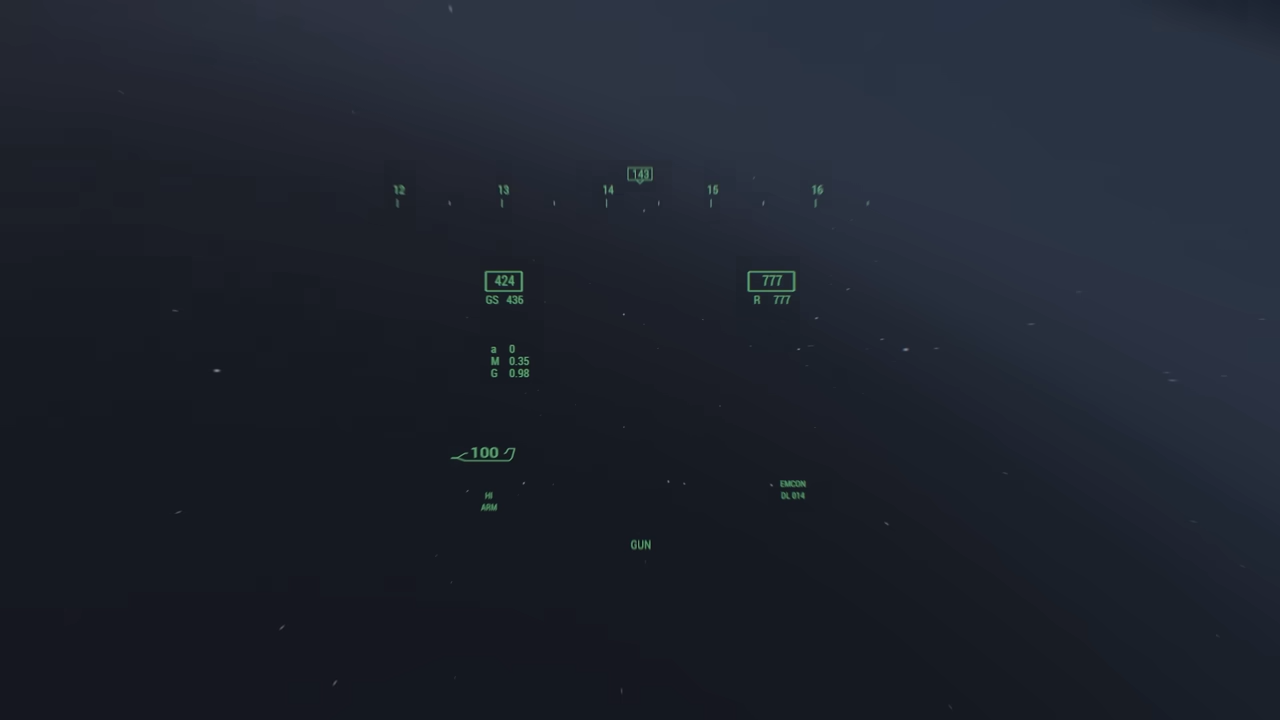 143
12 13 14 15 16
424 777
GS 436 R 777
a 0
M 0.35
G 0.98
100
EMCON
HI DL 014
ARM
GUN